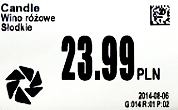 Candle
Wino różowe
Słodkie
23.99 PLN
2014-08-06
G 014 R:01 P:02